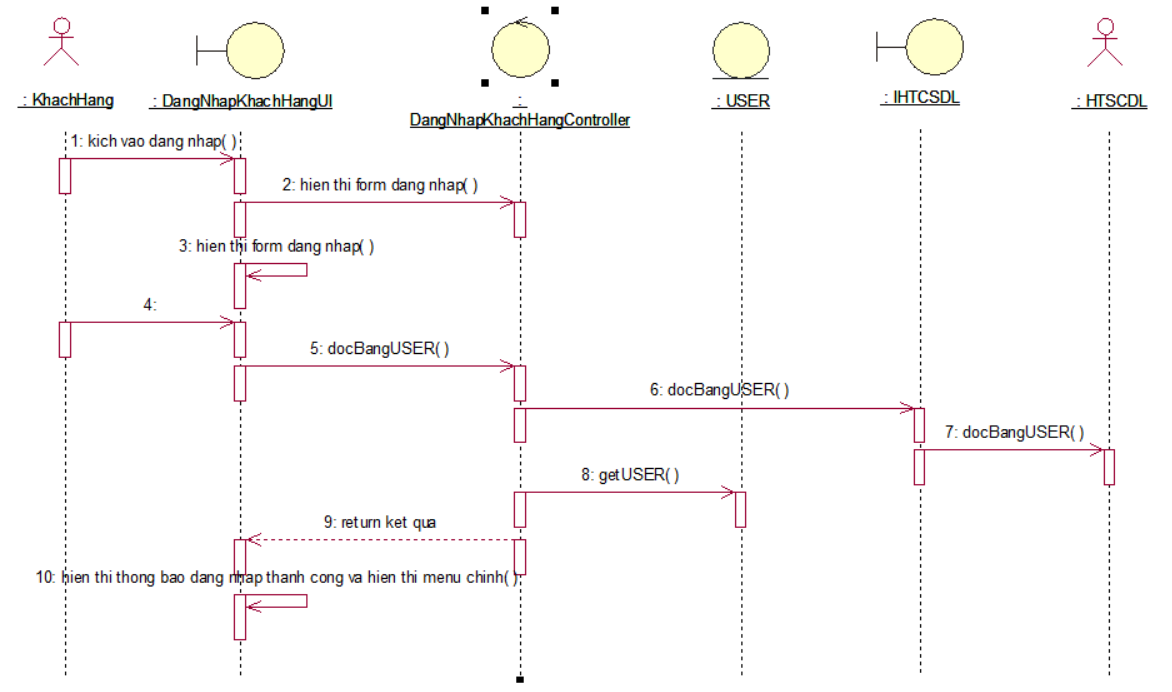 : KhachHang
: DangNhapKhachHangUI
:
DangNhapKhachHangController
: USER
: IHTCSDL
: HTSCDL
1: kich vao dang nhap( )
2: hien thi form dang nhap( )
3: hien thi form dang nhap( )
4:
5: docBangUSER( )
6: docBangUSER( )
7: docBangUSER( )
8: getUSER( )
9: return ket qua
10: hien thi thong bao dang nhap thanh cong va hien thi menu chinh( )